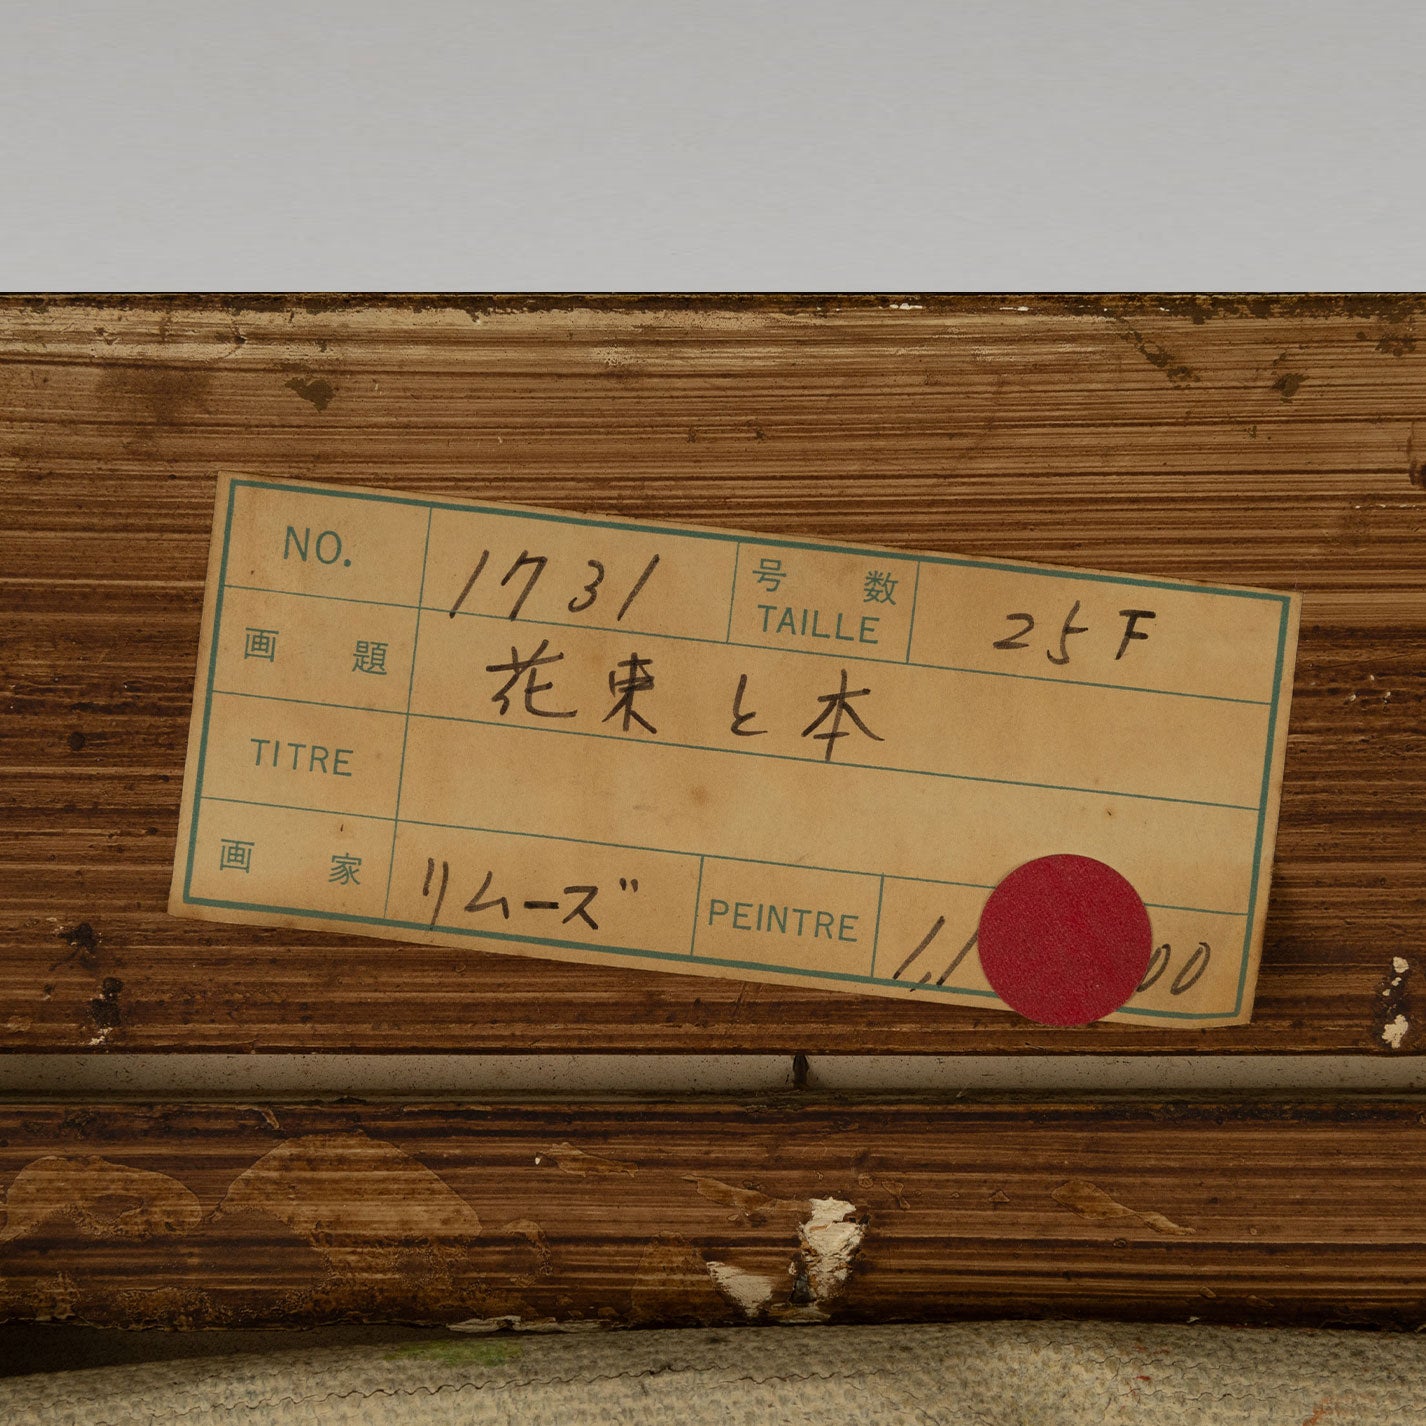 NO. 1731 号数 TAILLE 25F
画題 花束と本
TITRE
画家 リムーズ PEINTRE